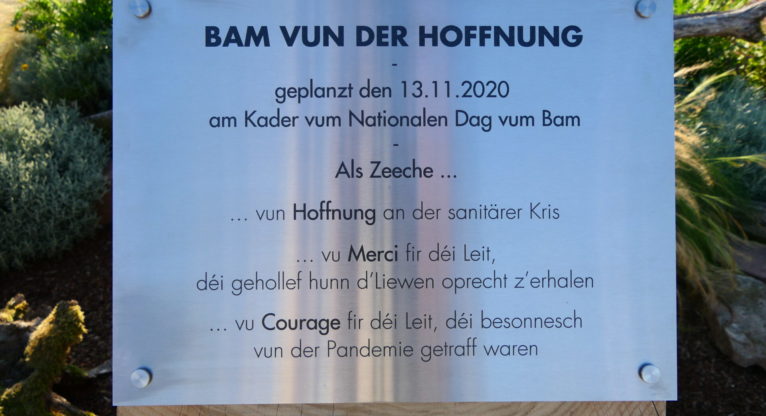 BAM VUN DER HOFFNUNG
-
geplanzt den 13.11.2020
am Kader vum Nationalen Dag vum Bam
-
Als Zeeche ...
... vun Hoffnung an der sanitärer Kris
... vu Merci fir déi Leit,
déi gehollef hunn d'Liewen oprecht z'erhalen
... vu Courage fir déi Leit, déi besonnesch
vun der Pandemie getraff waren